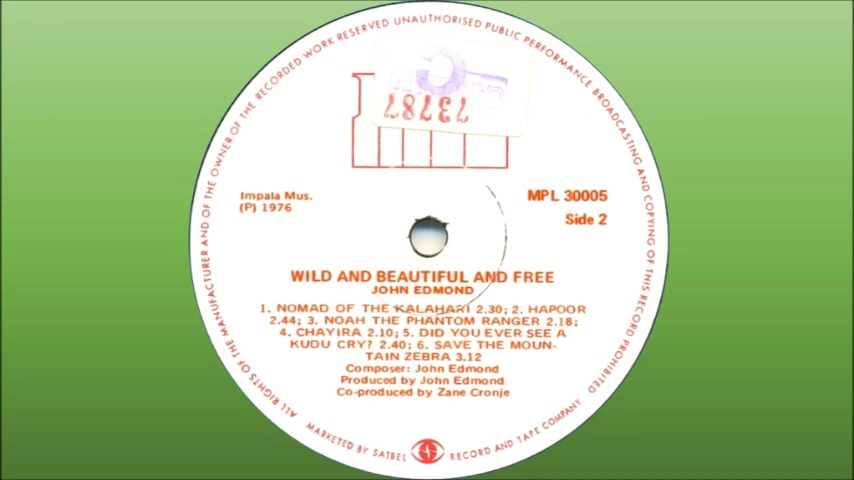 ALL RIGHTS OF THE MANUFACTURER AND OF THE OWNER OF THE RECORDED WORK RESERVED UNAUTHORISED PUBLIC PERFORMANCE BROADCASTING AND COPYING OF THIS RECORD PROHIBITED
73787
Impala Mus.
(P) 1976
MPL 30005
Side 2
WILD AND BEAUTIFUL AND FREE
JOHN EDMOND
1. NOMAD OF THE KALAHARI 2.30; 2. HAPOOR
2.44; 3. NOAH THE PHANTOM RANGER 2.18;
4. CHAYIRA 2.10; 5. DID YOU EVER SEE A
KUDU CRY? 2.40; 6. SAVE THE MOUN-
TAIN ZEBRA 3.12
Composer: John Edmond
Produced by John Edmond
Co-produced by Zane Cronje
MARKETED BY SATBEL RECORD AND TAPE COMPANY